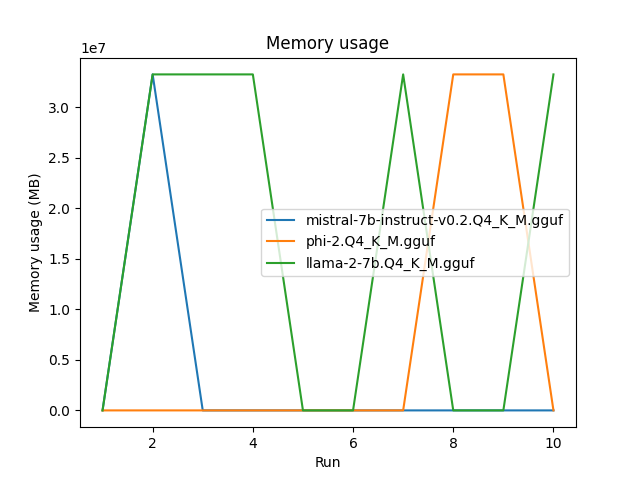 Memory usage
1e7
3.0
2.5
2.0
1.5
1.0
0.5
0.0
Memory usage (MB)
mistral-7b-instruct-v0.2.Q4_K_M.gguf
phi-2.Q4_K_M.gguf
llama-2-7b.Q4_K_M.gguf
2
4
6
8
10
Run